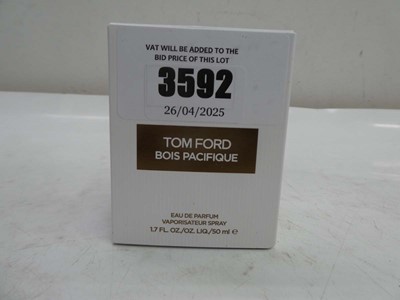 VAT WILL BE ADDED TO THE
BID PRICE OF THIS LOT
3592
26/04/2025
TOM FORD
BOIS PACIFIQUE
EAU DE PARFUM
VAPORISATEUR SPRAY
1.7 FL. OZ./OZ. LIQ./50 ml ℮